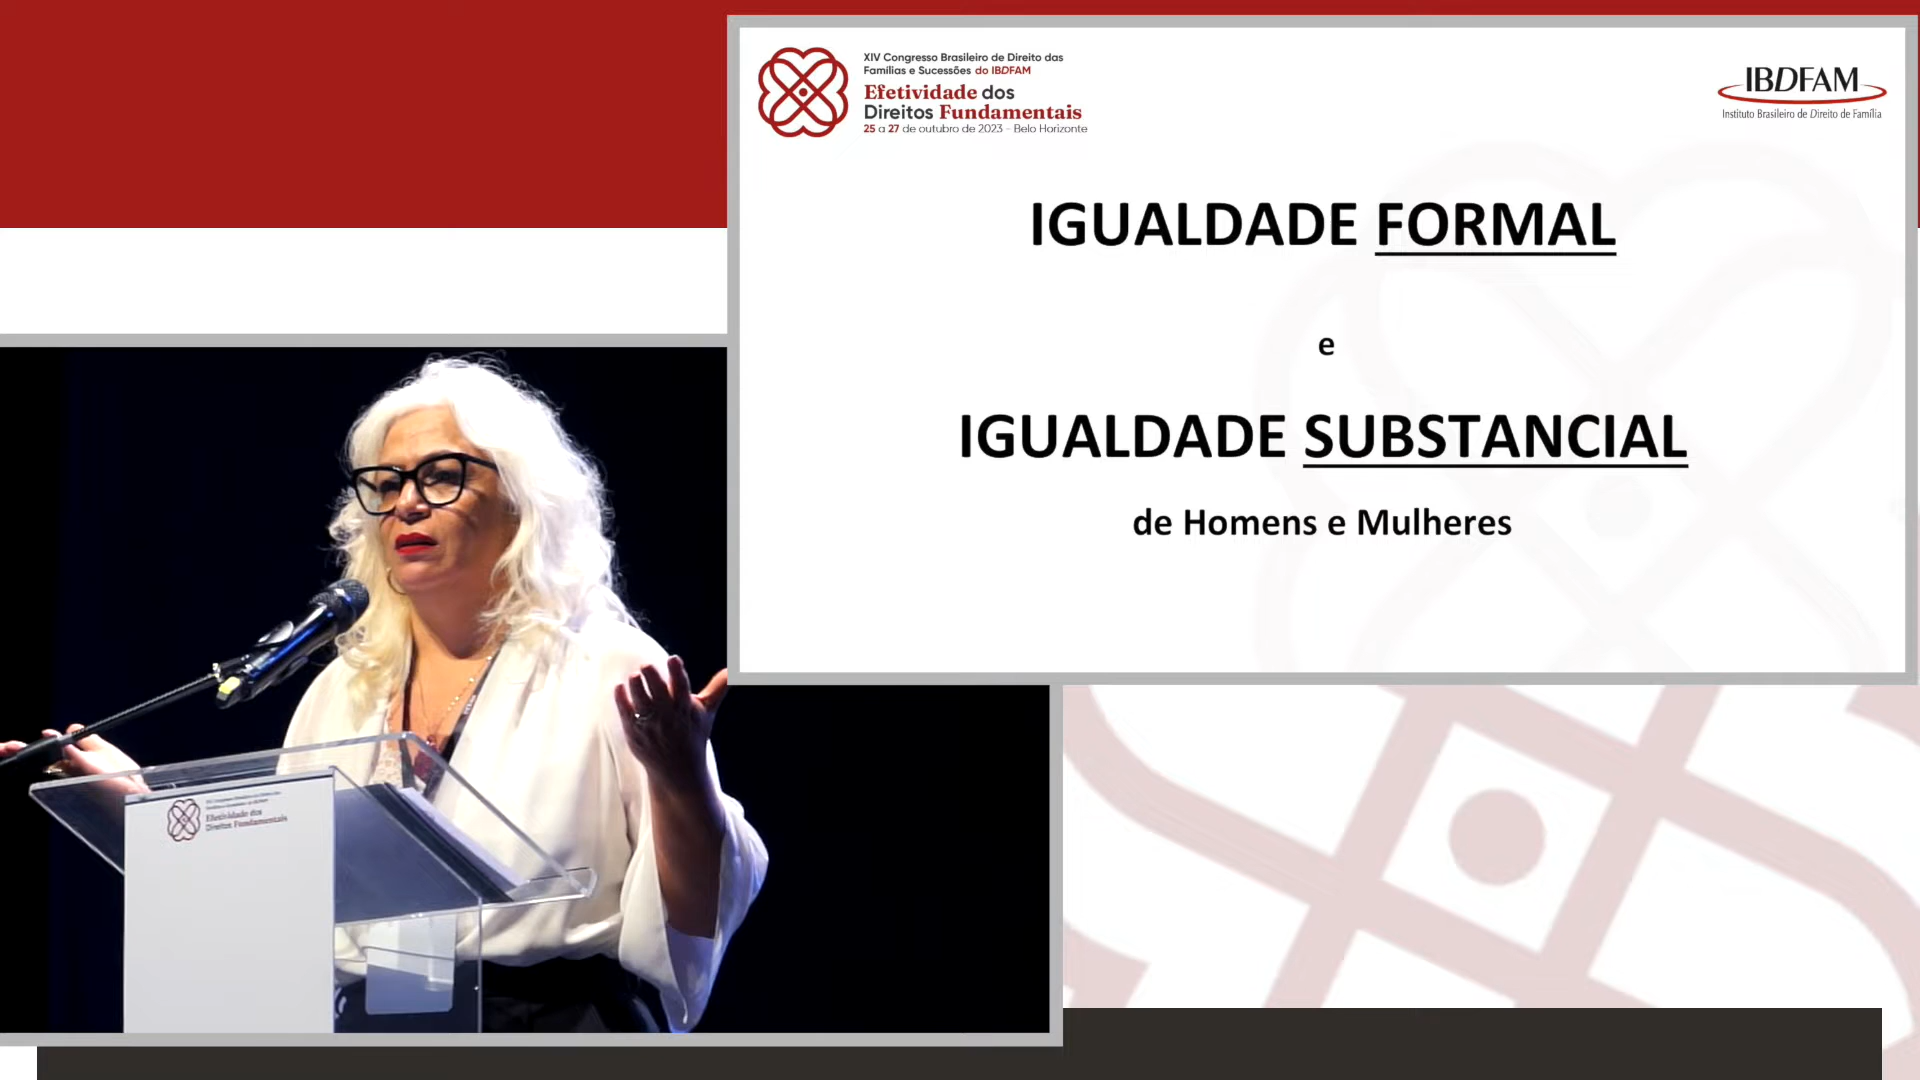 XIV Congresso Brasileiro de Direito das
Famílias e Sucessões do IBDFAM
Efetividade dos
Direitos Fundamentais
25 a 27 de outubro de 2023 - Belo Horizonte
IBDFAM
Instituto Brasileiro de Direito de Família
IGUALDADE FORMAL
e
IGUALDADE SUBSTANCIAL
de Homens e Mulheres
Efetividade dos
Direitos Fundamentais